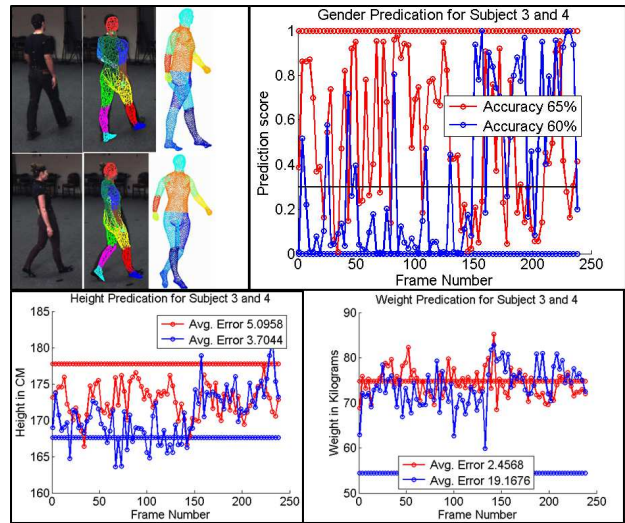 Gender Predication for Subject 3 and 4
Prediction score
1
0.8
0.6
0.4
0.2
0
Accuracy 65%
Accuracy 60%
0 50 100 150 200 250
Frame Number
Height Predication for Subject 3 and 4
Height in CM
185
180
175
170
165
160
Avg. Error 5.0958
Avg. Error 3.7044
0 50 100 150 200 250
Frame Number
Weight Predication for Subject 3 and 4
Weight in Kilograms
100
90
80
70
60
50
Avg. Error 2.4568
Avg. Error 19.1676
0 50 100 150 200 250
Frame Number